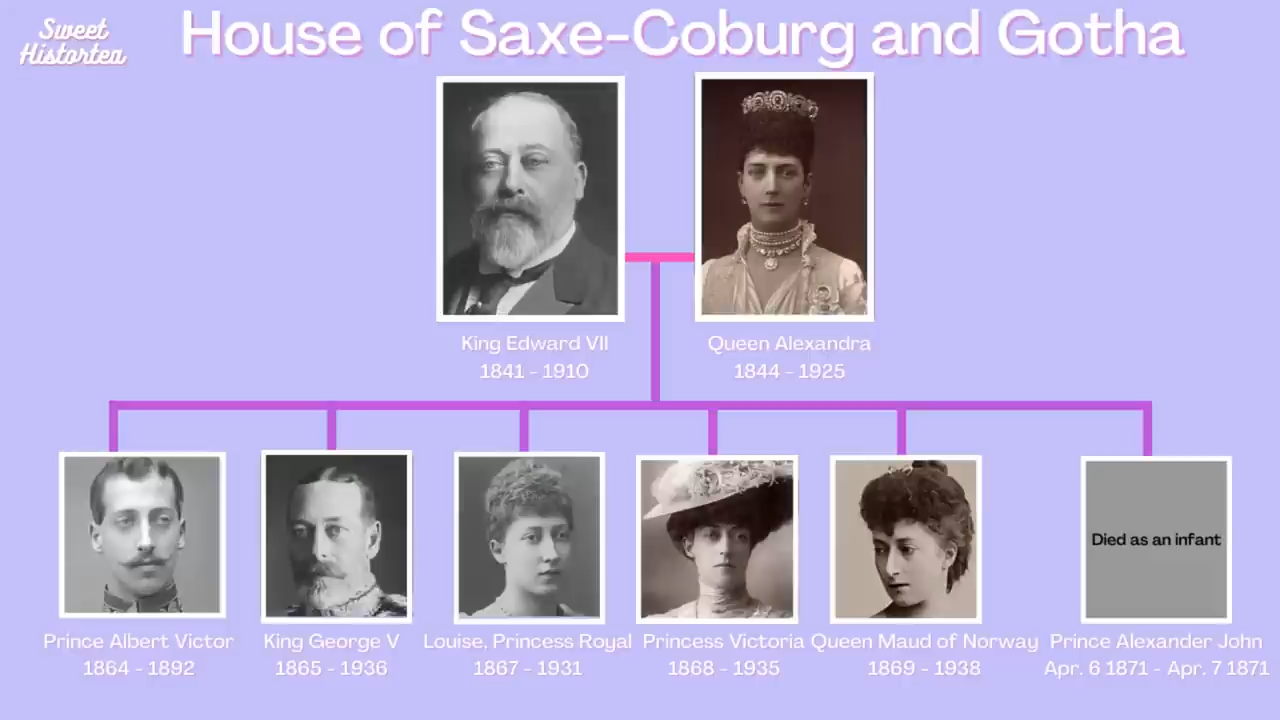 Sweet
Histortea
House of Saxe-Coburg and Gotha
King Edward VII
1841 - 1910
Queen Alexandra
1844 - 1925
Died as an infant
Prince Albert Victor
1864 - 1892
King George V
1865 - 1936
Louise, Princess Royal
1867 - 1931
Princess Victoria
1868 - 1935
Queen Maud of Norway
1869 - 1938
Prince Alexander John
Apr. 6 1871 - Apr. 7 1871